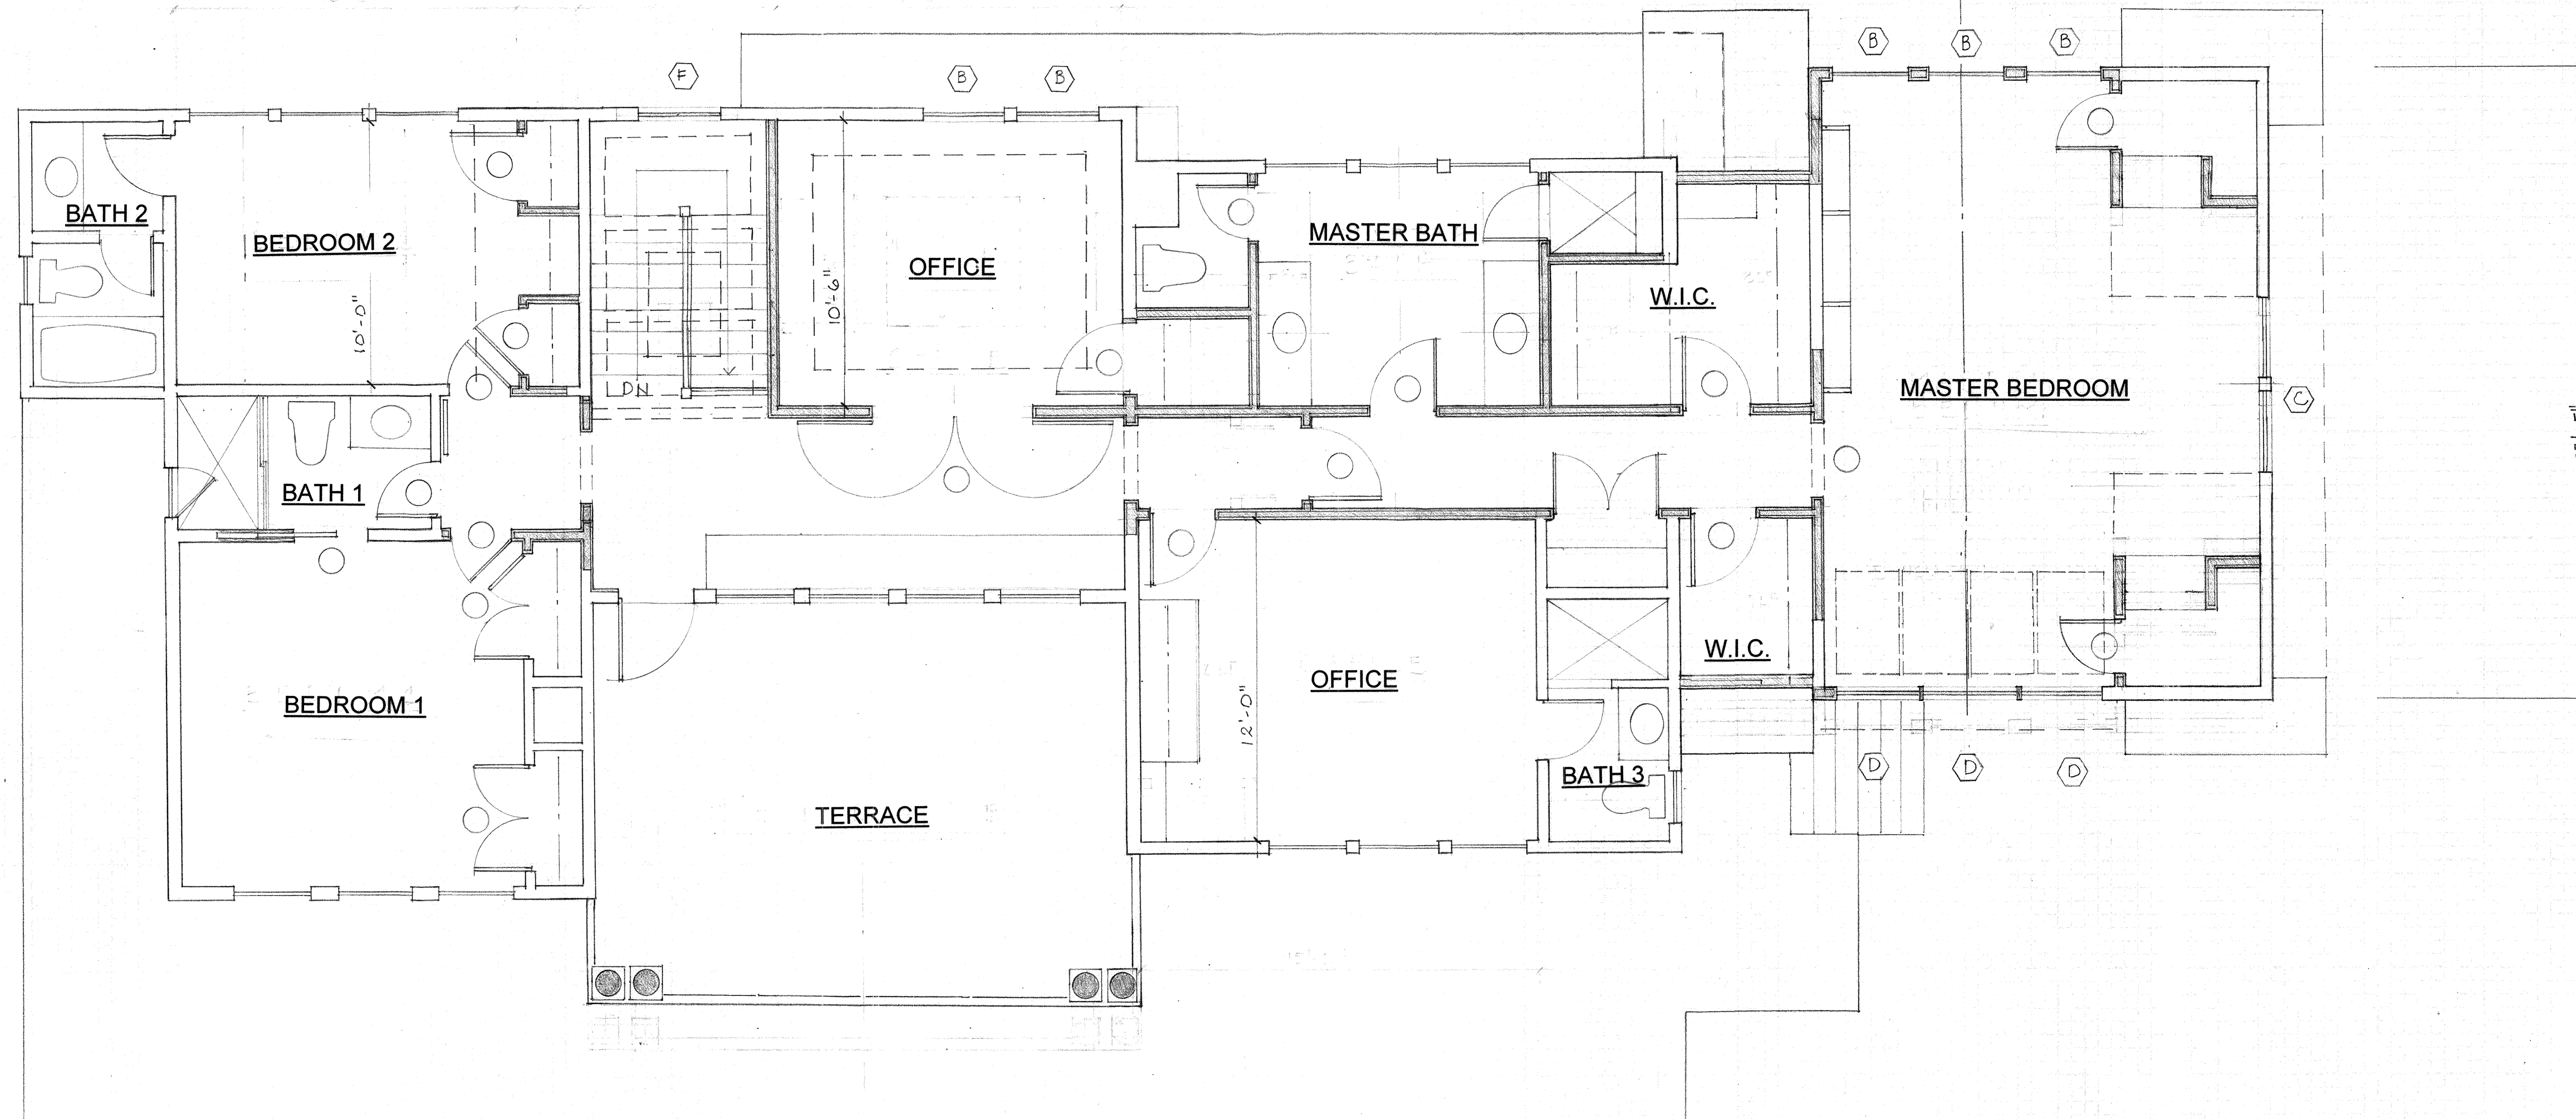 B
B
B
F
B
B
BATH 2
BEDROOM 2
MASTER BATH
OFFICE
10'-0"
10'-6"
W.I.C.
DN
MASTER BEDROOM
C
BATH 1
W.I.C.
OFFICE
BEDROOM 1
12'-0"
BATH 3
D
D
D
TERRACE